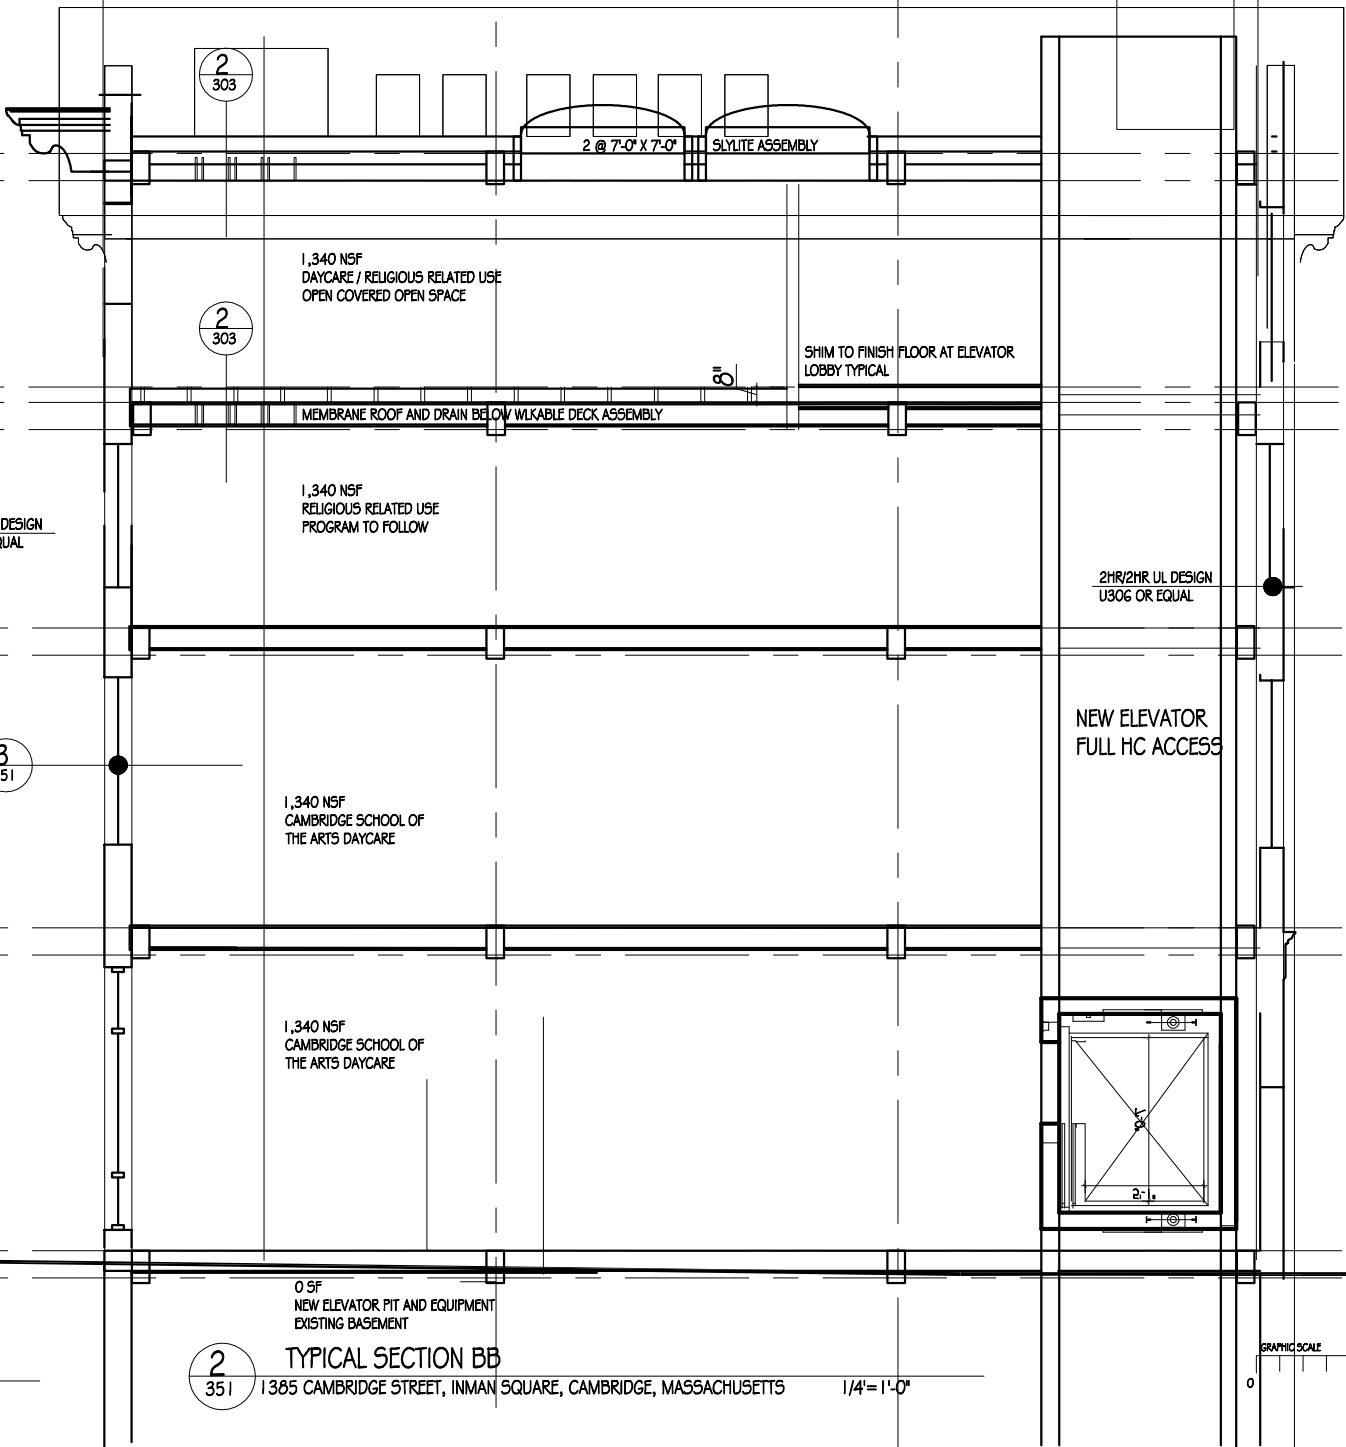 2
303
2 @ 7'-0" X 7'-0"
SLYLITE ASSEMBLY
1,340 NSF
DAYCARE / RELIGIOUS RELATED USE
OPEN COVERED OPEN SPACE
2
303
SHIM TO FINISH FLOOR AT ELEVATOR
LOBBY TYPICAL
8"
MEMBRANE ROOF AND DRAIN BELOW WLKABLE DECK ASSEMBLY
1,340 NSF
RELIGIOUS RELATED USE
PROGRAM TO FOLLOW
DESIGN
QUAL
2HR/2HR UL DESIGN
U306 OR EQUAL
NEW ELEVATOR
FULL HC ACCESS
3
51
1,340 NSF
CAMBRIDGE SCHOOL OF
THE ARTS DAYCARE
1,340 NSF
CAMBRIDGE SCHOOL OF
THE ARTS DAYCARE
0 SF
NEW ELEVATOR PIT AND EQUIPMENT
EXISTING BASEMENT
2
351
TYPICAL SECTION BB
1385 CAMBRIDGE STREET, INMAN SQUARE, CAMBRIDGE, MASSACHUSETTS
1/4'=1'-0"
GRAPHIC SCALE
0